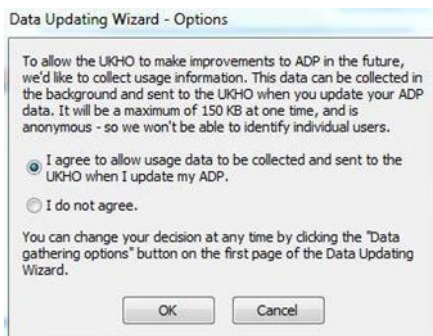 Data Updating Wizard - Options
To allow the UKHO to make improvements to ADP in the future,
we'd like to collect usage information. This data can be collected in
the background and sent to the UKHO when you update your ADP
data. It will be a maximum of 150 KB at one time, and is
anonymous - so we won't be able to identify individual users.
I agree to allow usage data to be collected and sent to the
UKHO when I update my ADP.
I do not agree.
You can change your decision at any time by clicking the "Data
gathering options" button on the first page of the Data Updating
Wizard.
OK Cancel